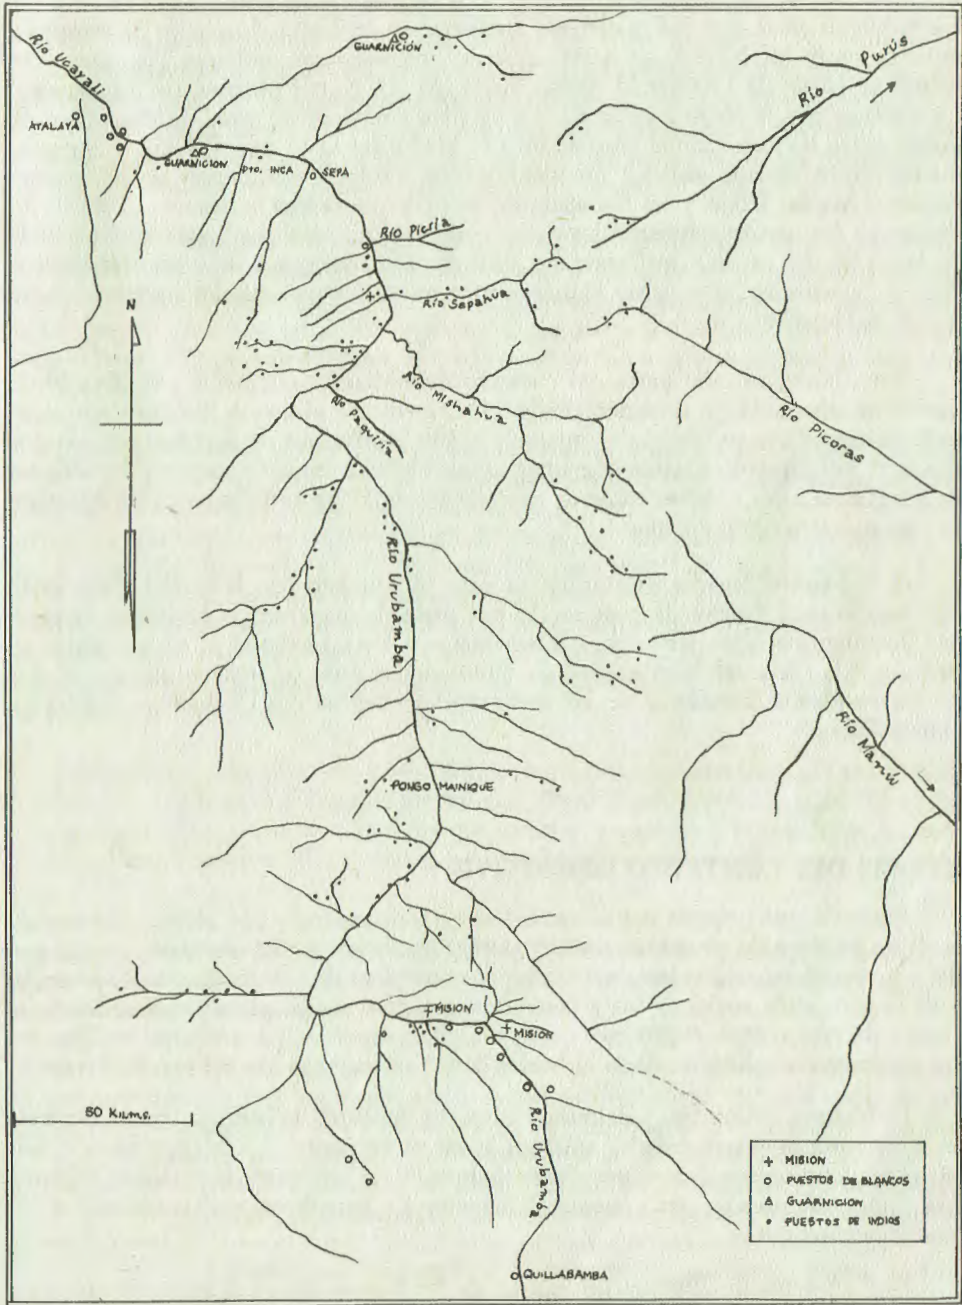 GUARNICIÓN
Río Ucayali
Río Purús
ATALAYA
GUARNICION
Pto. INCA
SEPA
Río Picria
Río Sepahua
N
Río Mishahua
Río Paquiria
Río Picoras
Río Urubamba
Río Manú
PONGO MAINIQUE
MISION
MISION
50 KILMS.
Río Urubamba
+ MISION
o PUESTOS DE BLANCOS
△ GUARNICION
• PUESTOS DE INDIOS
QUILLABAMBA